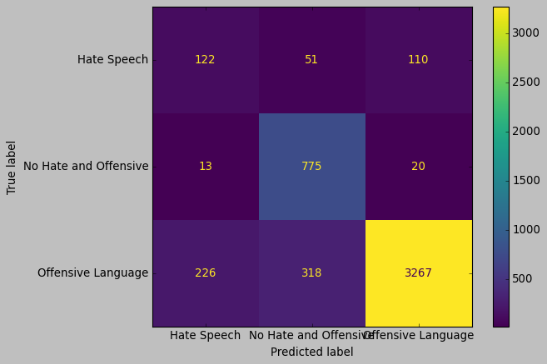 Hate Speech 122 51 110
No Hate and Offensive 13 775 20
Offensive Language 226 318 3267
True label
Hate Speech No Hate and Offensive Offensive Language
Predicted label
3000
2500
2000
1500
1000
500